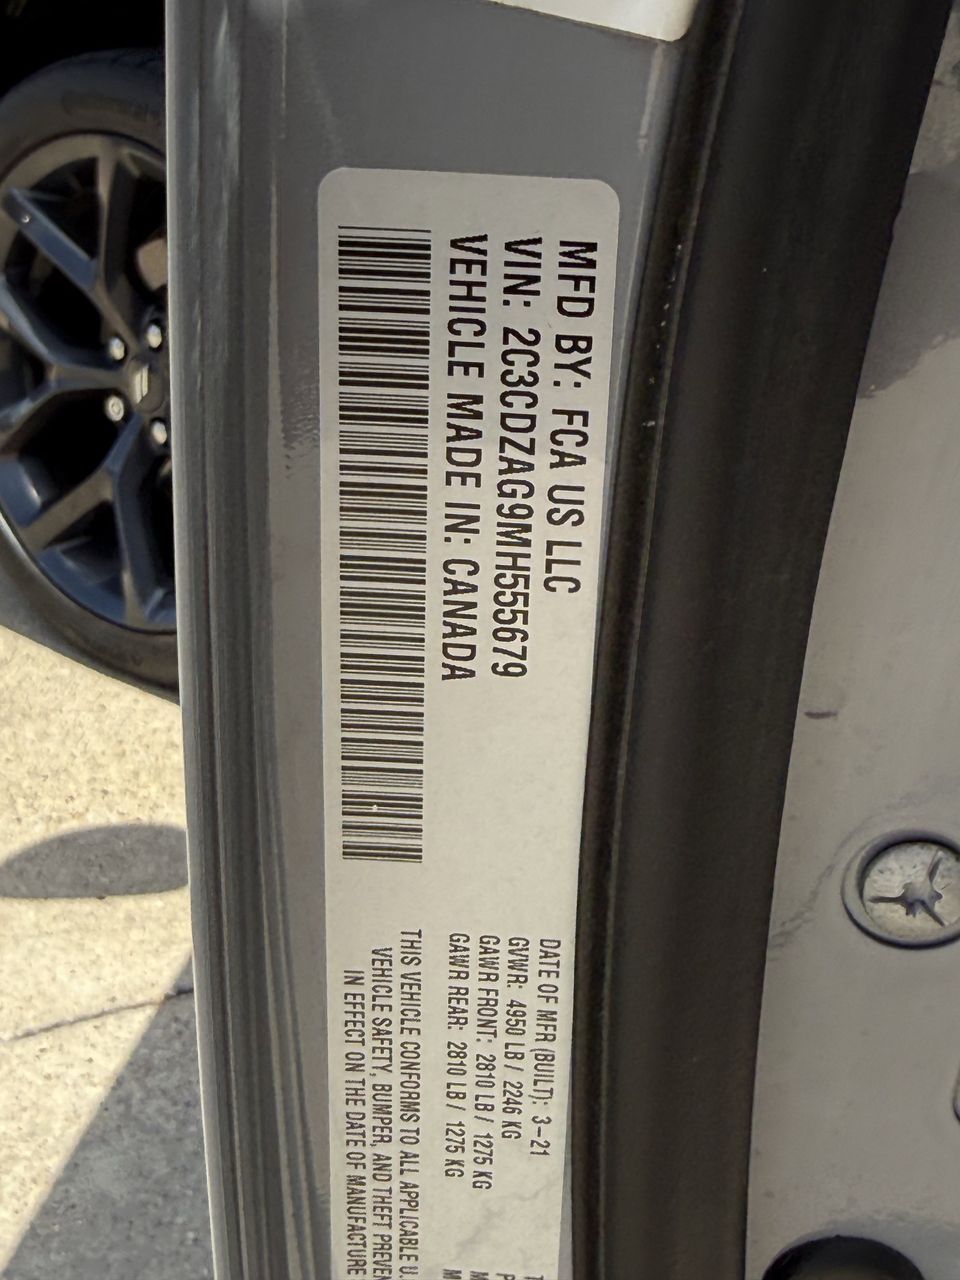 MFD BY: FCA US LLC
VIN: 2C3CDZAG9MH555679
VEHICLE MADE IN: CANADA
DATE OF MFR (BUILT): 3-21
GVWR: 4950 LB / 2246 KG
GAWR FRONT: 2810 LB / 1275 KG
GAWR REAR: 2810 LB / 1275 KG
THIS VEHICLE CONFORMS TO ALL APPLICABLE U.
VEHICLE SAFETY, BUMPER, AND THEFT PREVEN
IN EFFECT ON THE DATE OF MANUFACTURE